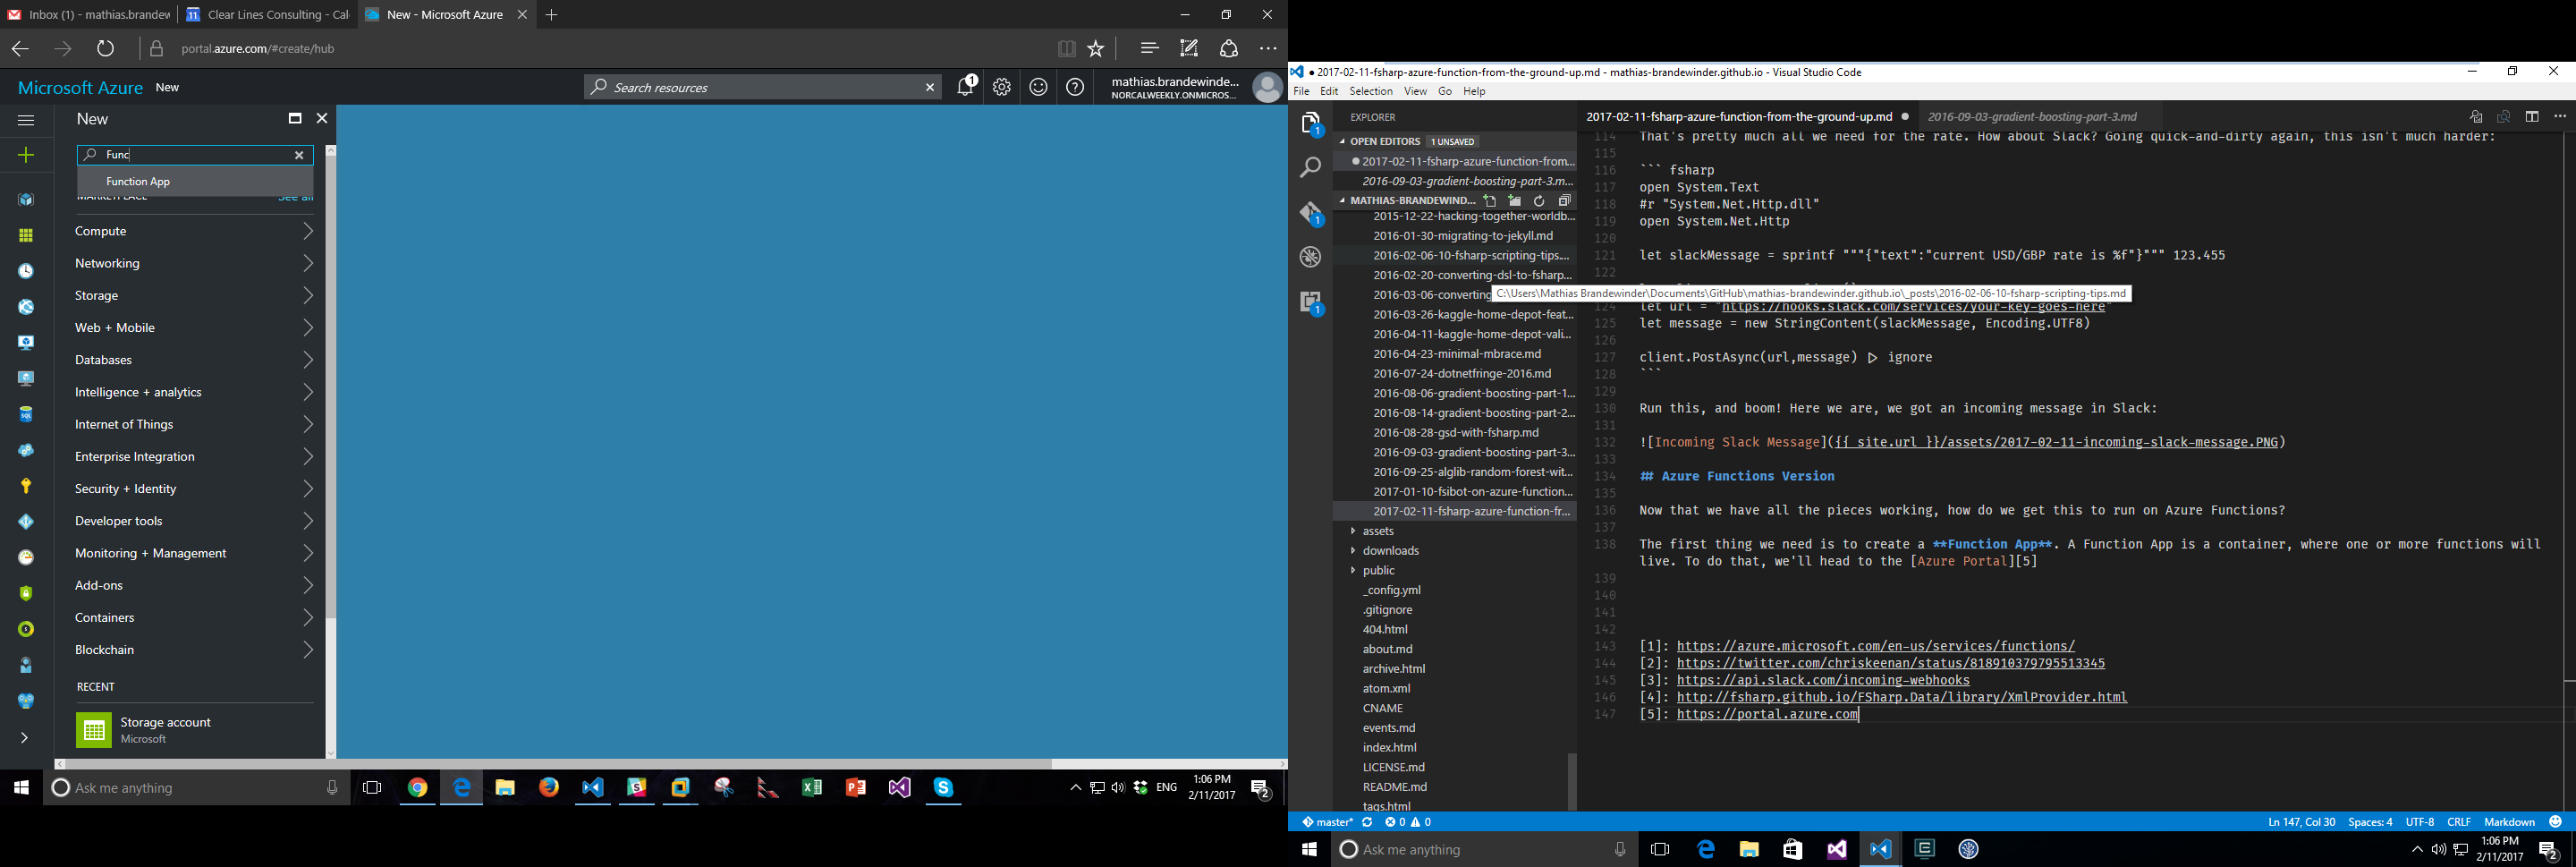 Inbox (1) - mathias.brandew
Clear Lines Consulting - Cal
New - Microsoft Azure
portal.azure.com/#create/hub
Microsoft Azure New
Search resources
1
mathias.brandewinde...
NORCALWEEKLY.ONMICROS...
New
Func
Function App
MARKETPLACE See all
Compute
Networking
Storage
Web + Mobile
Databases
Intelligence + analytics
Internet of Things
Enterprise Integration
Security + Identity
Developer tools
Monitoring + Management
Add-ons
Containers
Blockchain
RECENT
Storage account
Microsoft
Ask me anything
ENG
1:06 PM
2/11/2017
2
2017-02-11-fsharp-azure-function-from-the-ground-up.md - mathias-brandewinder.github.io - Visual Studio Code
File Edit Selection View Go Help
EXPLORER
OPEN EDITORS 1 UNSAVED
2017-02-11-fsharp-azure-function-from...
2016-09-03-gradient-boosting-part-3.m...
MATHIAS-BRANDEWIND...
2015-12-22-hacking-together-worldb...
2016-01-30-migrating-to-jekyll.md
2016-02-06-10-fsharp-scripting-tips....
2016-02-20-converting-dsl-to-fsharp...
2016-03-06-converting
2016-03-26-kaggle-home-depot-feat...
2016-04-11-kaggle-home-depot-vali...
2016-04-23-minimal-mbrace.md
2016-07-24-dotnetfringe-2016.md
2016-08-06-gradient-boosting-part-1...
2016-08-14-gradient-boosting-part-2...
2016-08-28-gsd-with-fsharp.md
2016-09-03-gradient-boosting-part-3...
2016-09-25-alglib-random-forest-wit...
2017-01-10-fsibot-on-azure-function...
2017-02-11-fsharp-azure-function-fr...
assets
downloads
public
_config.yml
.gitignore
404.html
about.md
archive.html
atom.xml
CNAME
events.md
index.html
LICENSE.md
README.md
tags.html
1
1
1
2017-02-11-fsharp-azure-function-from-the-ground-up.md
2016-09-03-gradient-boosting-part-3.md
114 That's pretty much all we need for the rate. How about Slack? Going quick-and-dirty again, this isn't much harder:
115
116 ``` fsharp
117 open System.Text
118 #r "System.Net.Http.dll"
119 open System.Net.Http
120
121 let slackMessage = sprintf """{"text":"current USD/GBP rate is %f"}""" 123.455
122
C:\Users\Mathias Brandewinder\Documents\GitHub\mathias-brandewinder.github.io\_posts\2016-02-06-10-fsharp-scripting-tips.md
124 let url = "https://hooks.slack.com/services/your-key-goes-here"
125 let message = new StringContent(slackMessage, Encoding.UTF8)
126
127 client.PostAsync(url,message) |> ignore
128 ```
129
130 Run this, and boom! Here we are, we got an incoming message in Slack:
131
132 ![Incoming Slack Message]({{ site.url }}/assets/2017-02-11-incoming-slack-message.PNG)
133
134 ## Azure Functions Version
135
136 Now that we have all the pieces working, how do we get this to run on Azure Functions?
137
138 The first thing we need is to create a **Function App**. A Function App is a container, where one or more functions will
live. To do that, we'll head to the [Azure Portal][5]
139
140
141
142
143 [1]: https://azure.microsoft.com/en-us/services/functions/
144 [2]: https://twitter.com/chriskeenan/status/818910379795513345
145 [3]: https://api.slack.com/incoming-webhooks
146 [4]: http://fsharp.github.io/FSharp.Data/library/XmlProvider.html
147 [5]: https://portal.azure.com
master* 0 0
Ln 147, Col 30 Spaces: 4 UTF-8 CRLF Markdown
Ask me anything
1:06 PM
2/11/2017
2